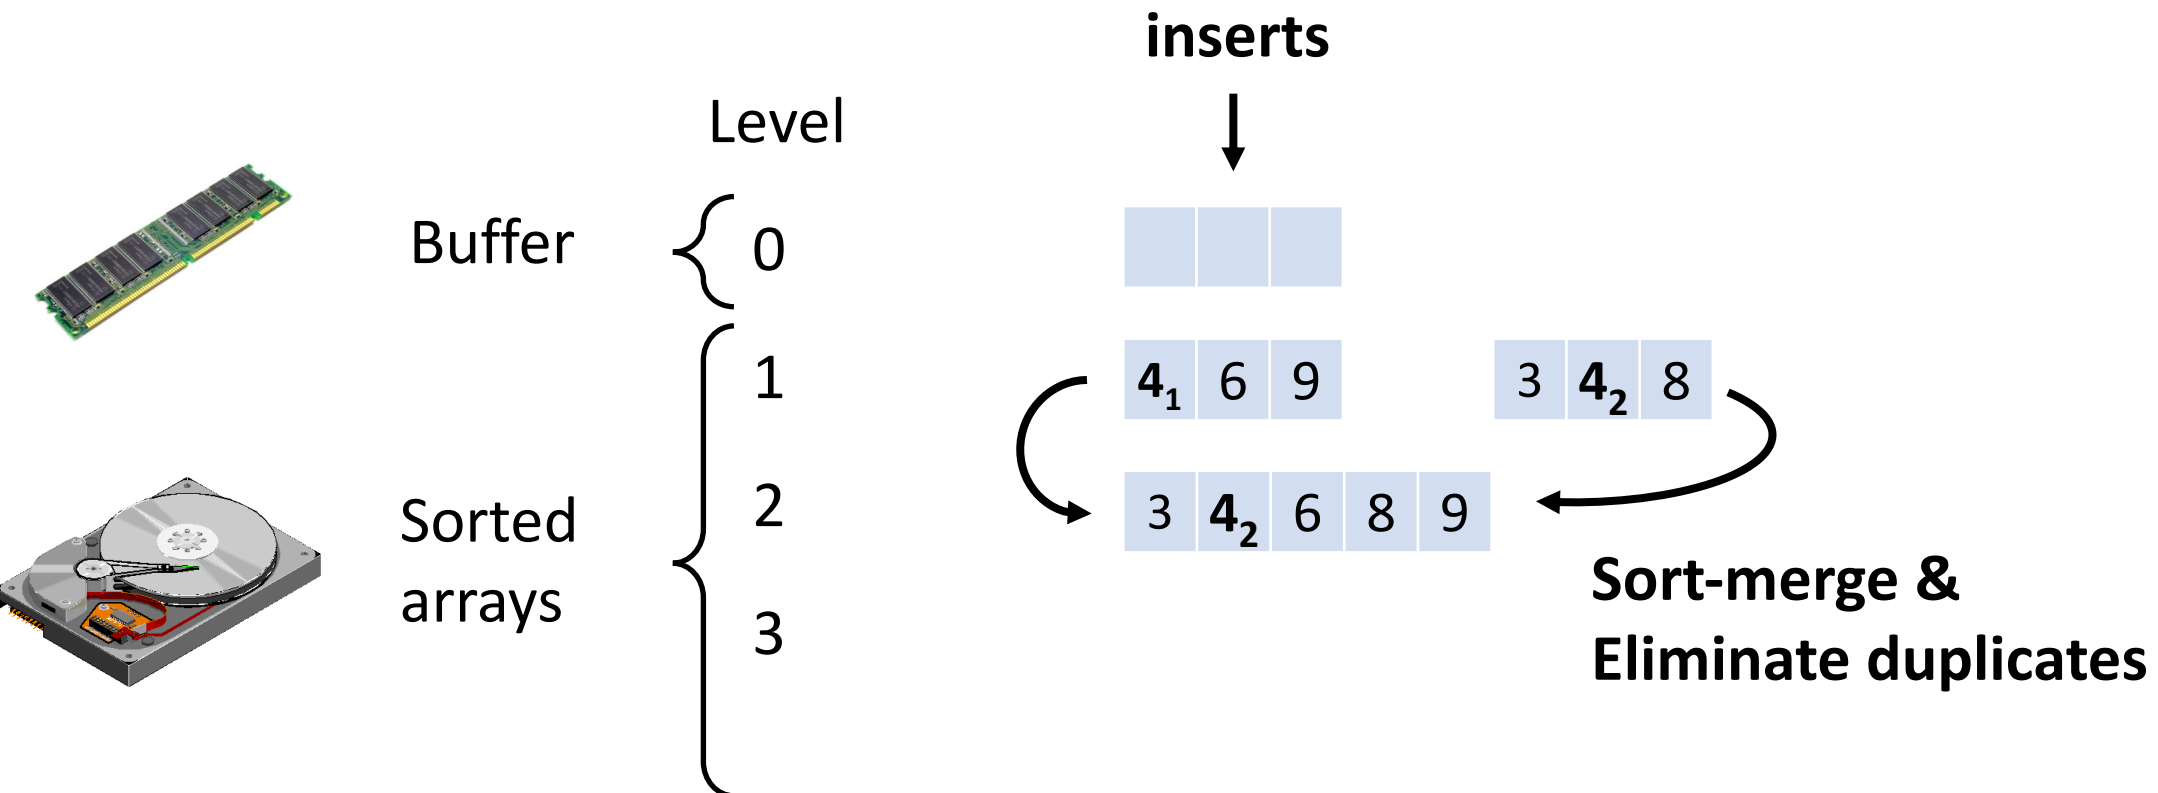 inserts
Level
Buffer
0
1
4₁ 6 9
3 4₂ 8
2
3 4₂ 6 8 9
Sorted
arrays
3
Sort-merge &
Eliminate duplicates